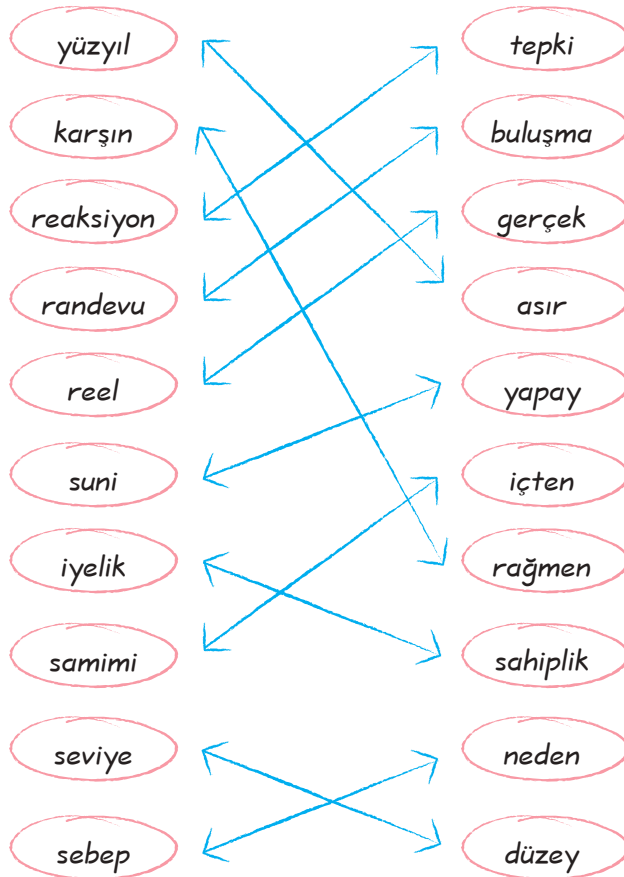 yüzyıl tepki
karşın buluşma
reaksiyon gerçek
randevu asır
reel yapay
suni içten
iyelik rağmen
samimi sahiplik
seviye neden
sebep düzey